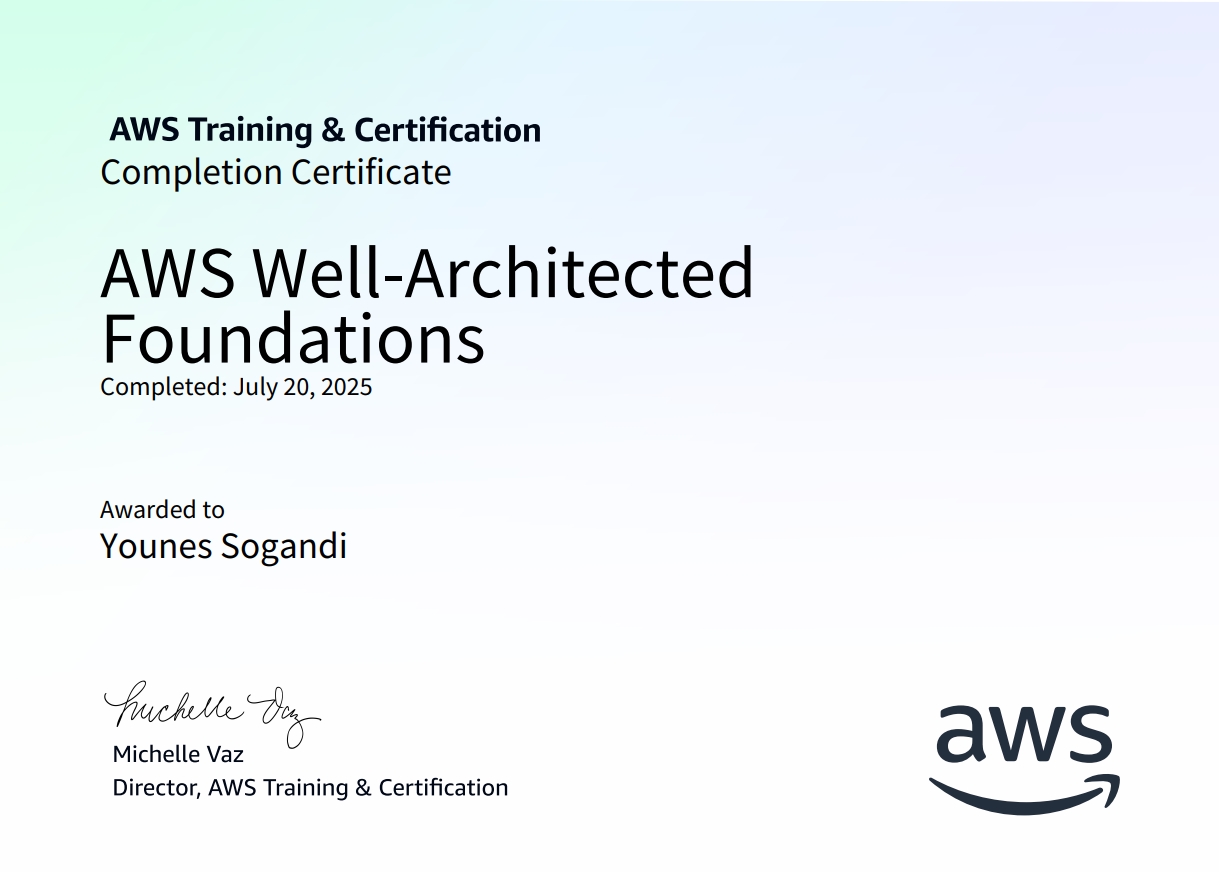 AWS Training & Certification
Completion Certificate
AWS Well-Architected
Foundations
Completed: July 20, 2025
Awarded to
Younes Sogandi
Michelle Vaz
Michelle Vaz
Director, AWS Training & Certification
aws